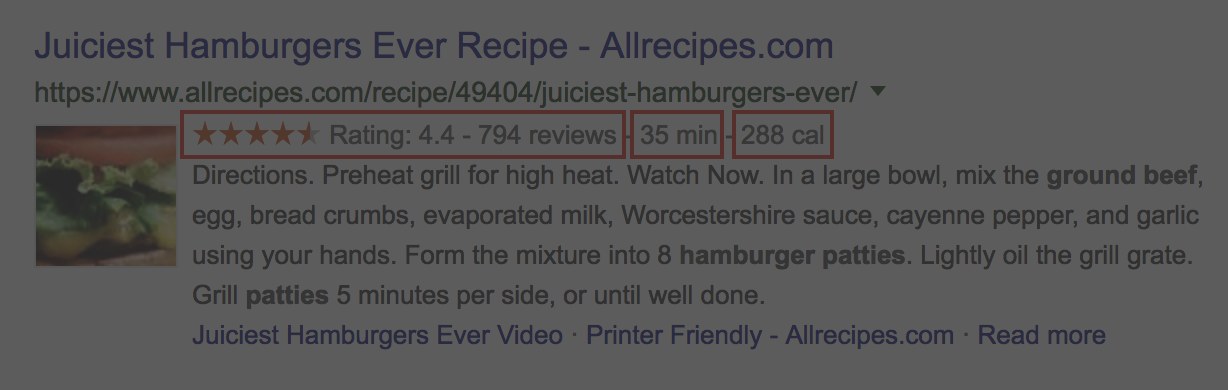 Juiciest Hamburgers Ever Recipe - Allrecipes.com
https://www.allrecipes.com/recipe/49404/juiciest-hamburgers-ever/
Rating: 4.4 - 794 reviews - 35 min - 288 cal
Directions. Preheat grill for high heat. Watch Now. In a large bowl, mix the ground beef,
egg, bread crumbs, evaporated milk, Worcestershire sauce, cayenne pepper, and garlic
using your hands. Form the mixture into 8 hamburger patties. Lightly oil the grill grate.
Grill patties 5 minutes per side, or until well done.
Juiciest Hamburgers Ever Video · Printer Friendly - Allrecipes.com · Read more